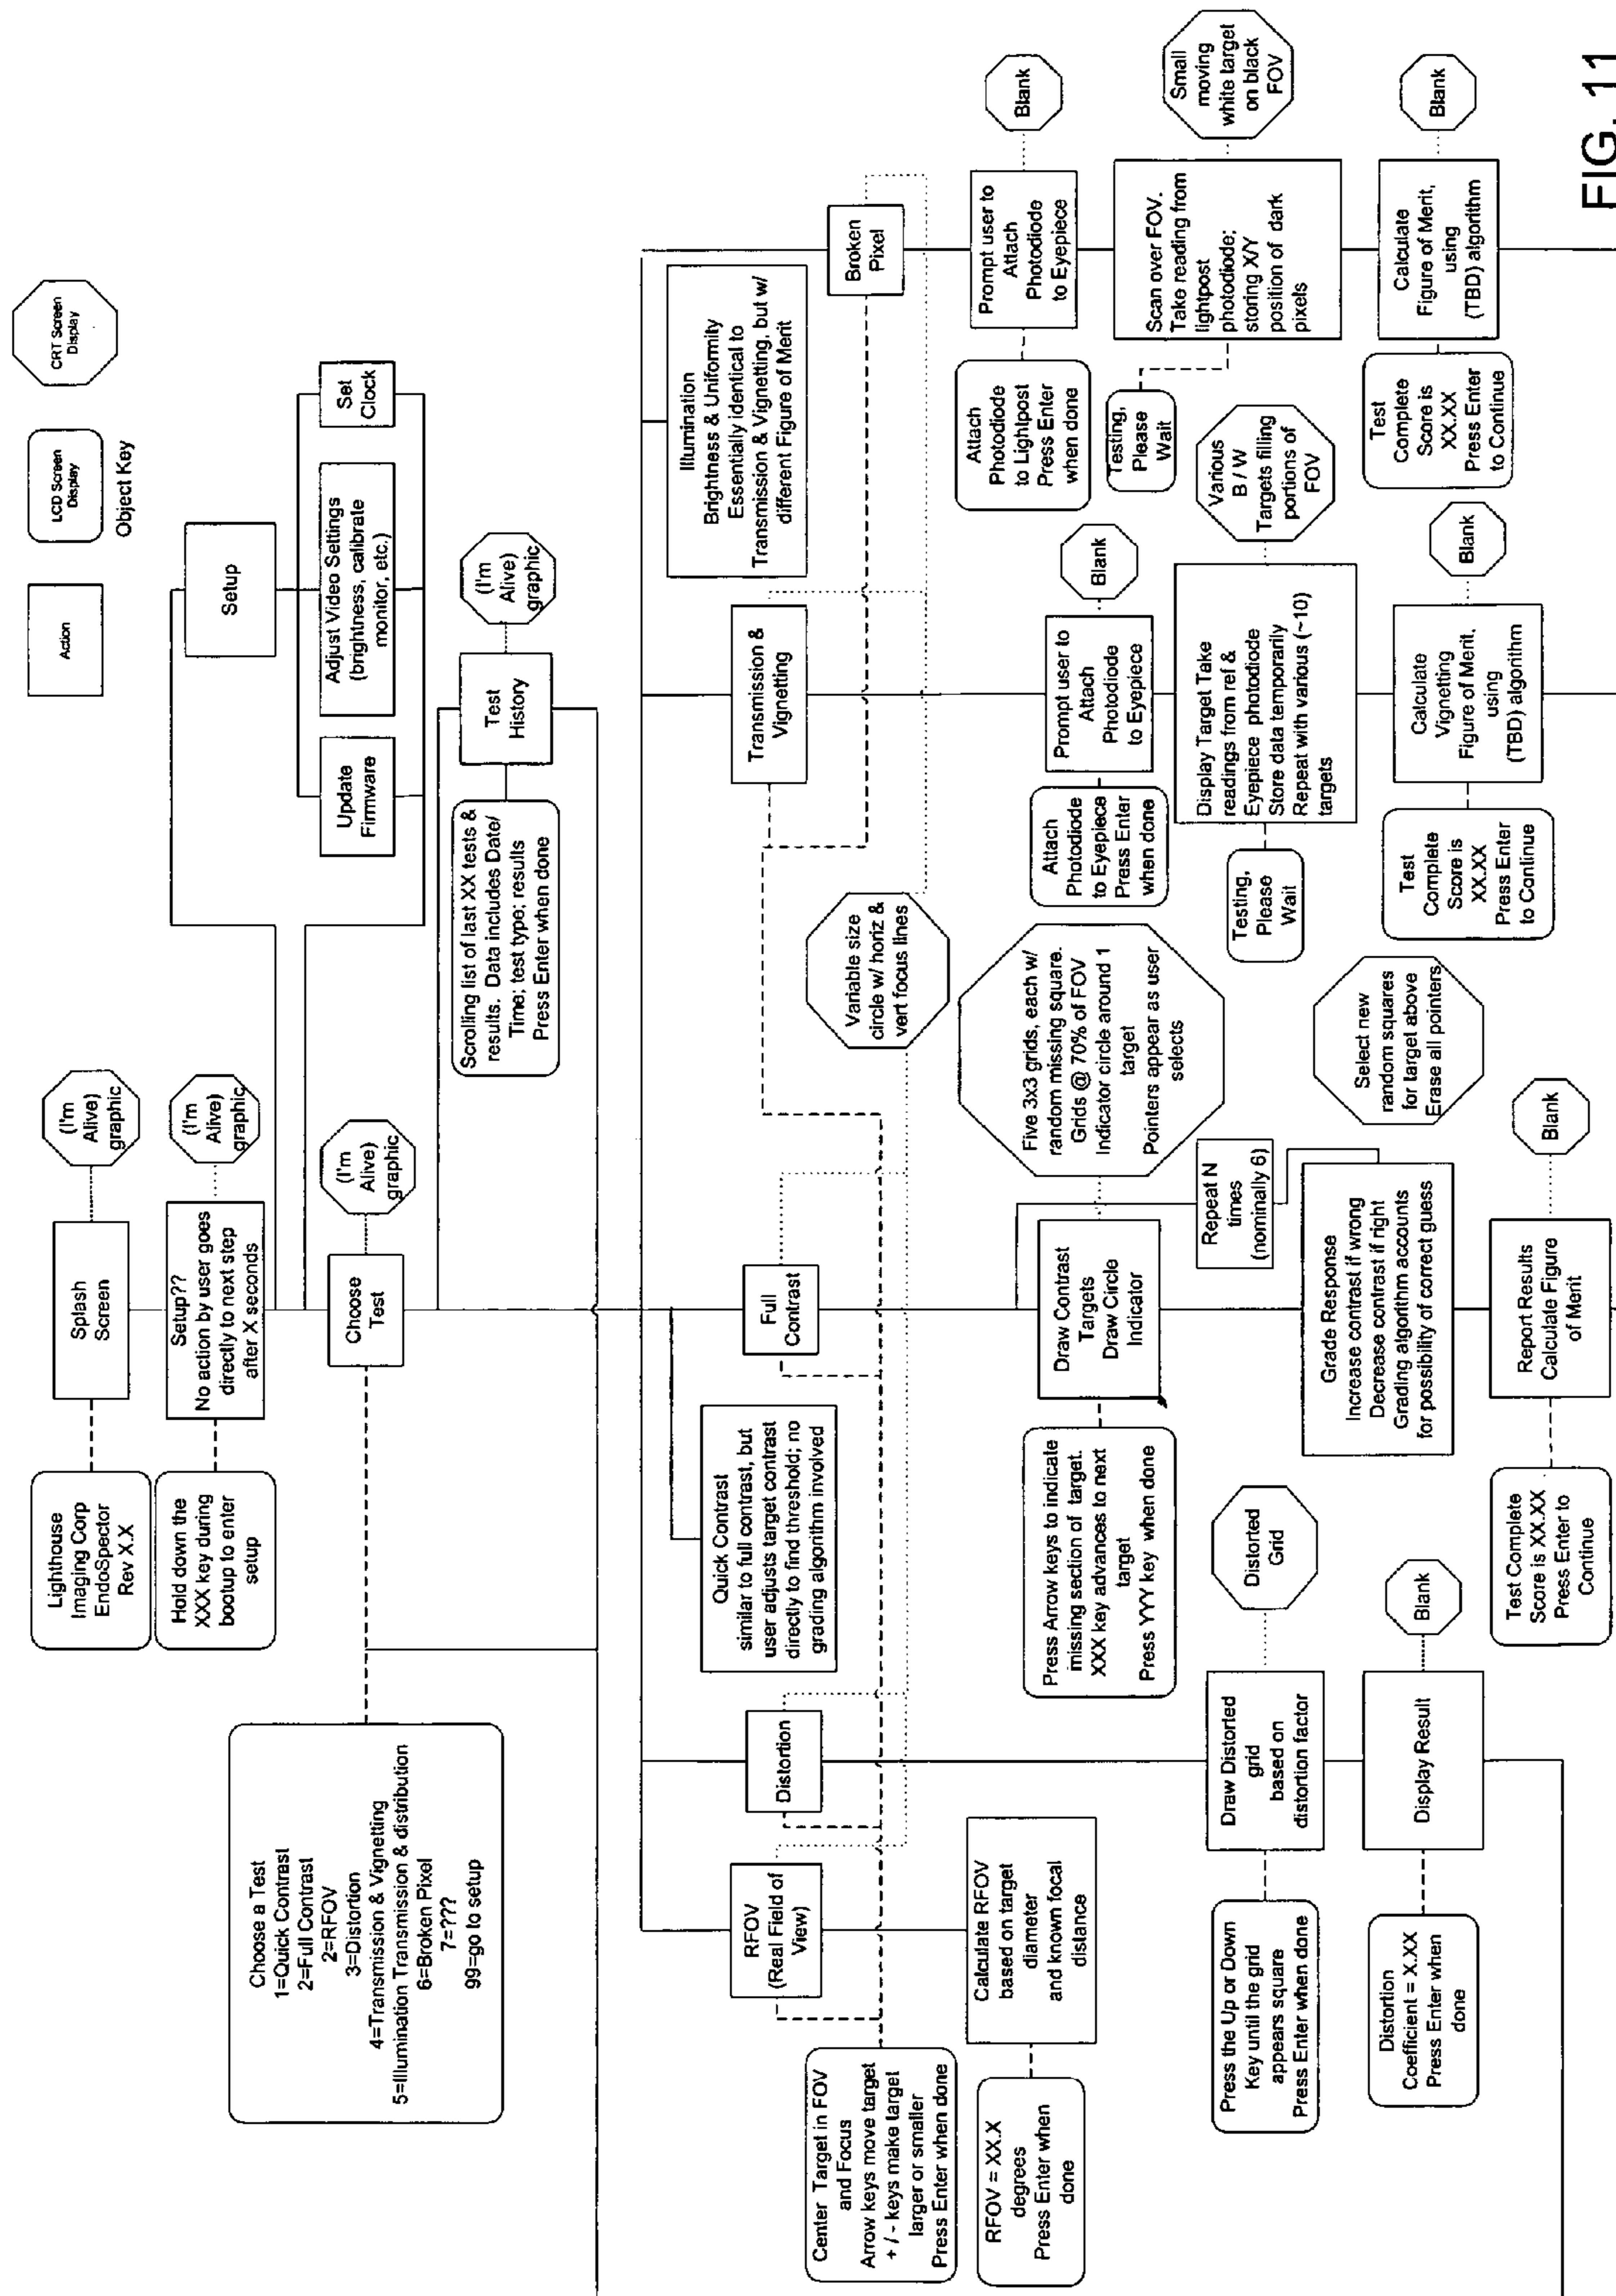 Action
LCD Screen
Display
CRT Screen
Display
Object Key
Lighthouse
Imaging Corp
EndoSpector
Rev X.X
Splash
Screen
(I'm
Alive)
graphic
Hold down the
XXX key during
bootup to enter
setup
Setup??
No action by user goes
directly to next step
after X seconds
(I'm
Alive)
graphic
Setup
Update
Firmware
Adjust Video Settings
(brightness, calibrate
monitor, etc.)
Set
Clock
Choose a Test
1=Quick Contrast
2=Full Contrast
2=RFOV
3=Distortion
4=Transmission & Vignetting
5=Illumination Transmission & distribution
6=Broken Pixel
7=???
99=go to setup
Choose
Test
(I'm
Alive)
graphic
Scrolling list of last XX tests &
results. Data includes Date/
Time; test type; results
Press Enter when done
Test
History
(I'm
Alive)
graphic
Quick Contrast
similar to full contrast, but
user adjusts target contrast
directly to find threshold; no
grading algorithm involved
Illumination
Brightness & Uniformity
Essentially identical to
Transmission & Vignetting, but w/
different Figure of Merit
RFOV
(Real Field of
View)
Distortion
Full
Contrast
Transmission &
Vignetting
Broken
Pixel
Center Target in FOV
and Focus
Arrow keys move target
+ / - keys make target
larger or smaller
Press Enter when done
Variable size
circle w/ horiz &
vert focus lines
RFOV = XX.X
degrees
Press Enter when
done
Calculate RFOV
based on target
diameter
and known focal
distance
Press Arrow keys to indicate
missing section of target.
XXX key advances to next
target
Press YYY key when done
Draw Contrast
Targets
Draw Circle
Indicator
Five 3x3 grids, each w/
random missing square.
Grids @ 70% of FOV
Indicator circle around 1
target
Pointers appear as user
selects
Repeat N
times
(nominally 6)
Attach
Photodiode
to Eyepiece
Press Enter
when done
Prompt user to
Attach
Photodiode
to Eyepiece
Blank
Attach
Photodiode
to Lightpost
Press Enter
when done
Prompt user to
Attach
Photodiode
to Eyepiece
Blank
Press the Up or Down
Key until the grid
appears square
Press Enter when done
Draw Distorted
grid
based on
distortion factor
Distorted
Grid
Grade Response
Increase contrast if wrong
Decrease contrast if right
Grading algorithm accounts
for possibility of correct guess
Select new
random squares
for target above
Erase all pointers
Testing,
Please
Wait
Display Target Take
readings from ref &
Eyepiece photodiode
Store data temporarily
Repeat with various (~10)
targets
Various
B / W
Targets filling
portions of
FOV
Testing,
Please
Wait
Scan over FOV.
Take reading from
lightpost
photodiode;
storing X/Y
position of dark
pixels
Small
moving
white target
on black
FOV
Distortion
Coefficient = X.XX
Press Enter when
done
Display Result
Blank
Test Complete
Score is XX.XX
Press Enter to
Continue
Report Results
Calculate Figure
of Merit
Blank
Test
Complete
Score is
XX.XX
Press Enter
to Continue
Calculate
Vignetting
Figure of Merit,
using
(TBD) algorithm
Blank
Test
Complete
Score is
XX.XX
Press Enter
to Continue
Calculate
Figure of Merit,
using
(TBD) algorithm
Blank
FIG. 11